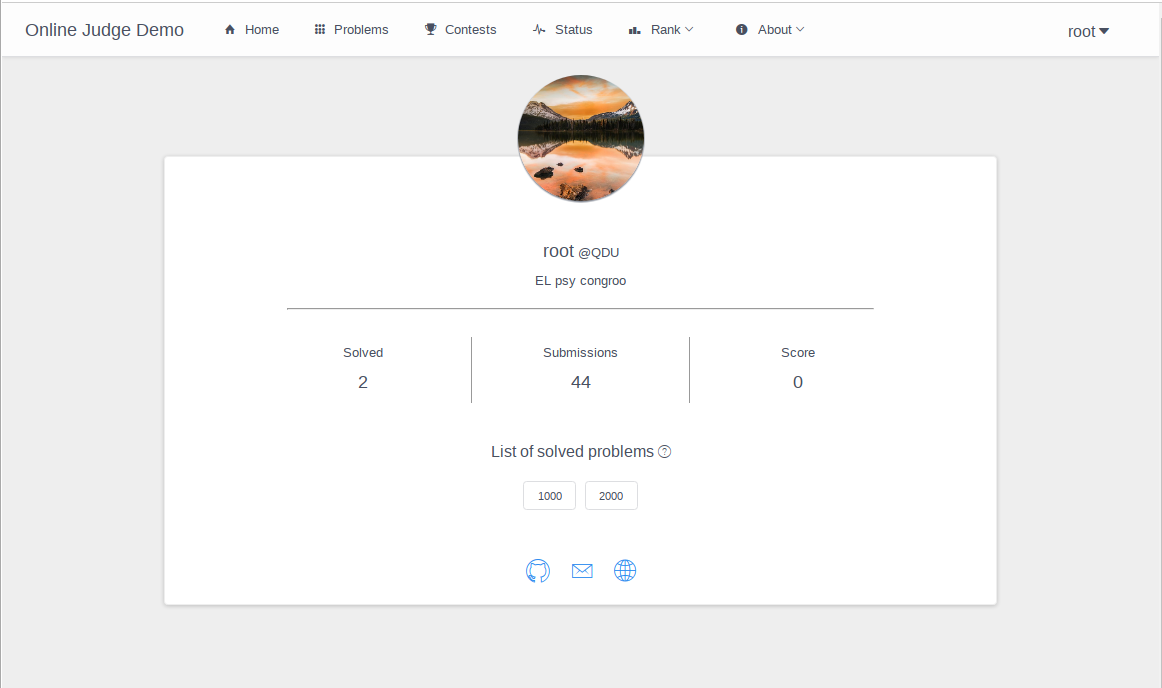 Online Judge Demo Home Problems Contests Status Rank About root
root @QDU
EL psy congroo
Solved Submissions Score
2 44 0
List of solved problems
1000 2000